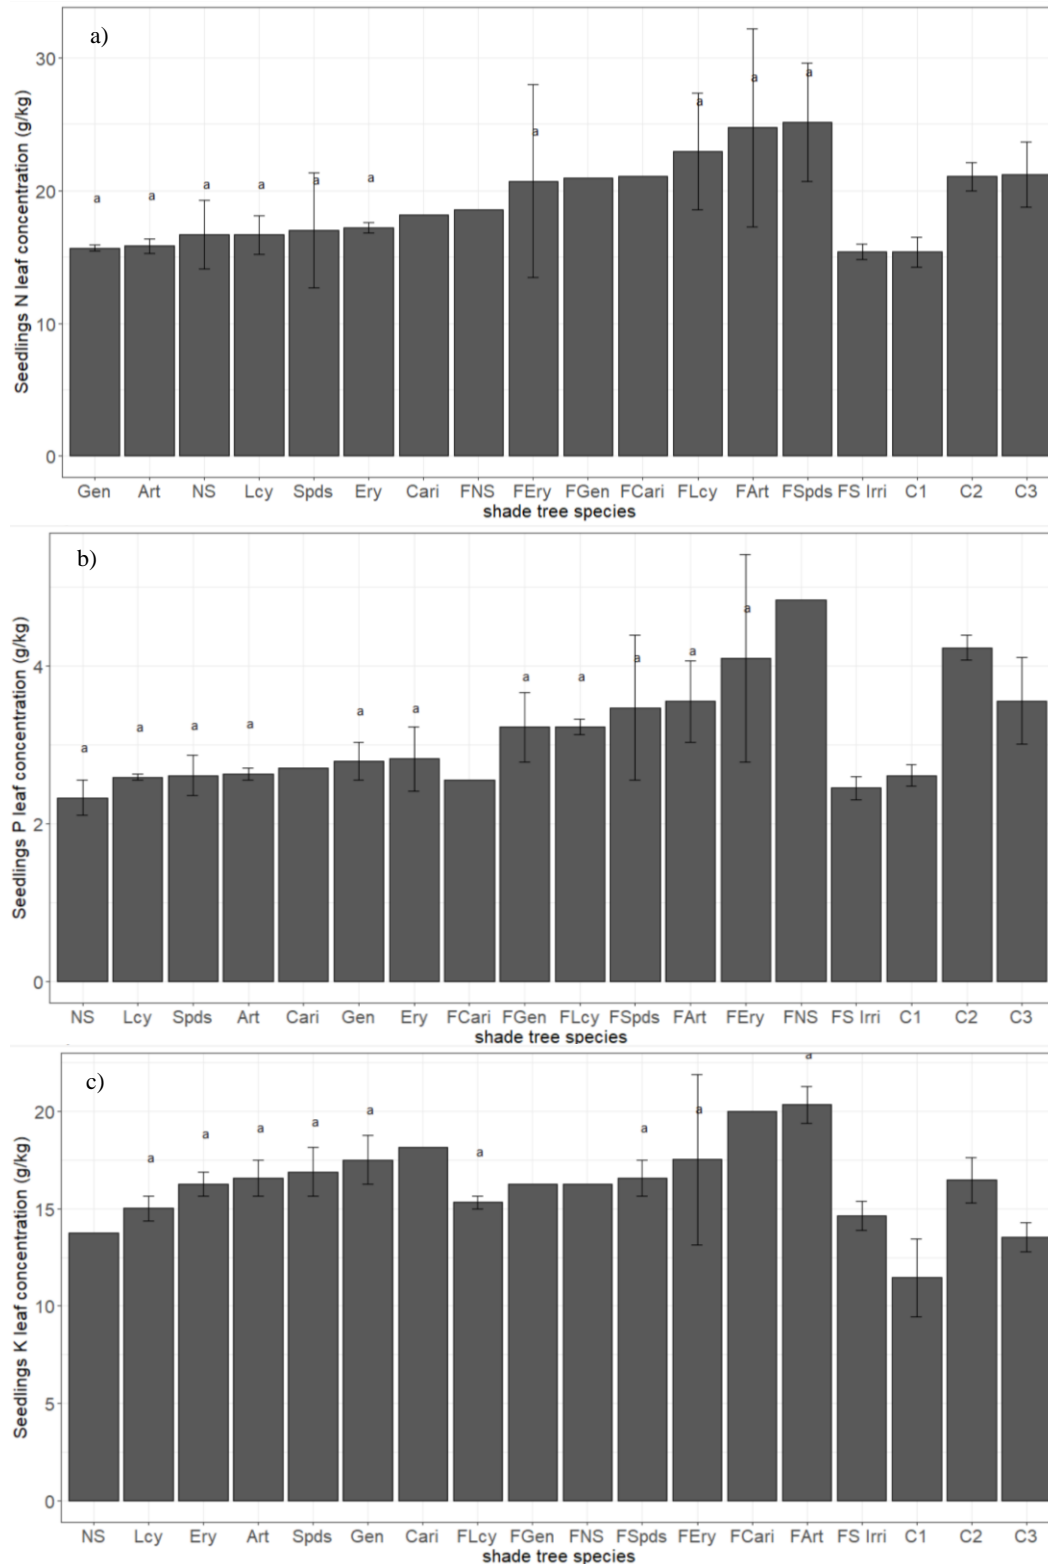 a)
Seedlings N leaf concentration (g/kg)
30
20
10
0
a a a a a a a a a a
Gen Art NS Lcy Spds Ery Cari FNS FEry FGen FCari FLcy FArt FSpds FS Irri C1 C2 C3
shade tree species
b)
Seedlings P leaf concentration (g/kg)
4
2
0
a a a a a a a a a a a
NS Lcy Spds Art Cari Gen Ery FCari FGen FLcy FSpds FArt FEry FNS FS Irri C1 C2 C3
shade tree species
c)
Seedlings K leaf concentration (g/kg)
20
15
10
5
0
a a a a a a a a a
NS Lcy Ery Art Spds Gen Cari FLcy FGen FNS FSpds FEry FCari FArt FS Irri C1 C2 C3
shade tree species